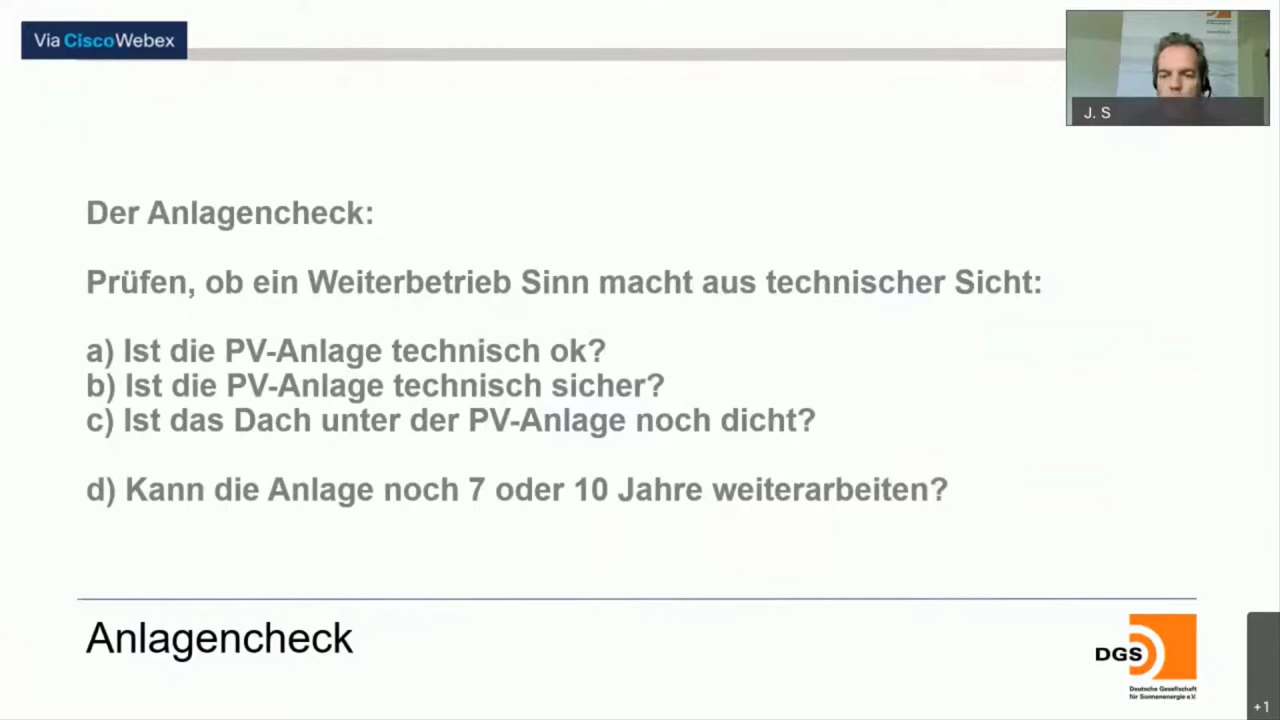 Via CiscoWebex
J. S
Der Anlagencheck:
Prüfen, ob ein Weiterbetrieb Sinn macht aus technischer Sicht:
a) Ist die PV-Anlage technisch ok?
b) Ist die PV-Anlage technisch sicher?
c) Ist das Dach unter der PV-Anlage noch dicht?
d) Kann die Anlage noch 7 oder 10 Jahre weiterarbeiten?
Anlagencheck
DGS
Deutsche Gesellschaft
für Sonnenenergie e.V.
+1